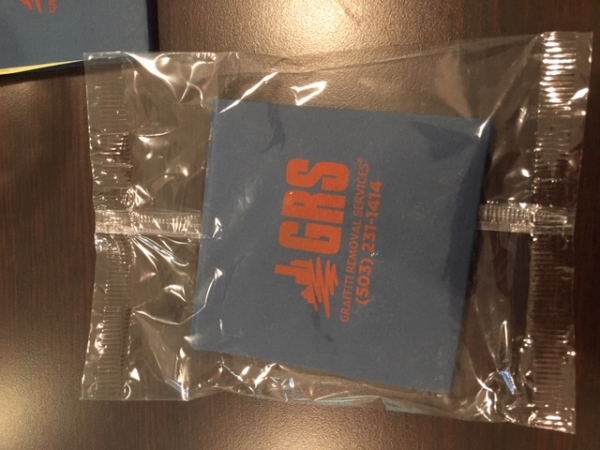 GRS
GRAFFITI REMOVAL SERVICES®
(503) 231-1414